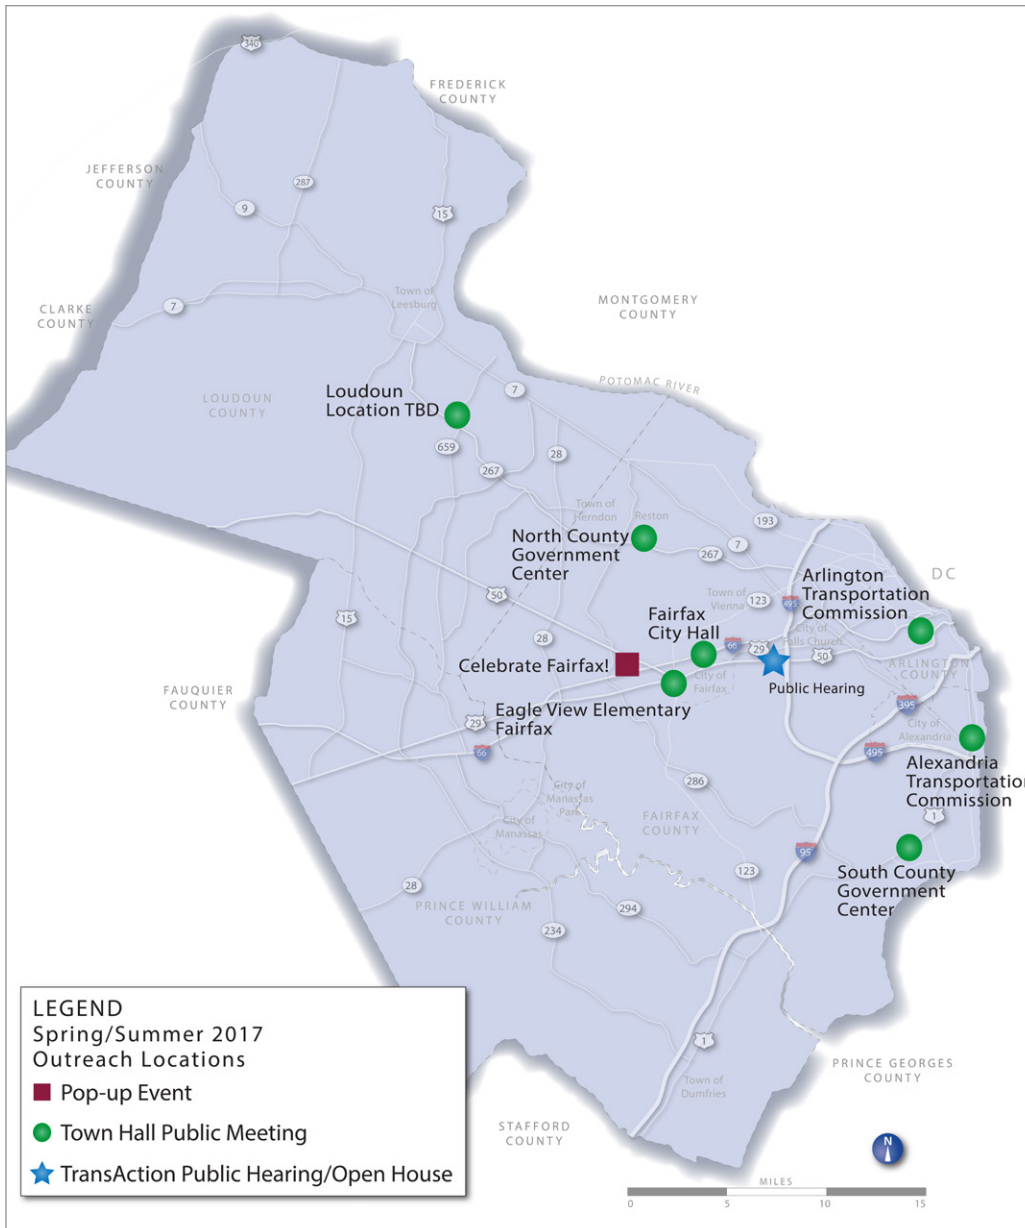 340
FREDERICK
COUNTY
JEFFERSON
COUNTY
287
9
15
Town of
Leesburg
MONTGOMERY
COUNTY
7
CLARKE
COUNTY
POTOMAC RIVER
LOUDOUN
COUNTY
Loudoun
Location TBD
7
659
28
267
Town of
Herndon
Reston
193
North County
Government
Center
267
7
DC
50
Arlington
Transportation
Commission
123
Town of
Vienna
495
15
Fairfax
City Hall
28
66
29
50
City of
Falls Church
Celebrate Fairfax!
City of
Fairfax
Public Hearing
ARLINGTON
COUNTY
FAUQUIER
COUNTY
Eagle View Elementary
Fairfax
395
29
66
City of
Alexandria
495
Alexandria
Transportation
Commission
286
City of
Manassas
Park
City of
Manassas
FAIRFAX
COUNTY
1
95
South County
Government
Center
123
28
PRINCE WILLIAM
COUNTY
294
234
LEGEND
Spring/Summer 2017
Outreach Locations
Pop-up Event
Town Hall Public Meeting
TransAction Public Hearing/Open House
1
Town of
Dumfries
PRINCE GEORGES
COUNTY
STAFFORD
COUNTY
N
MILES
0 5 10 15